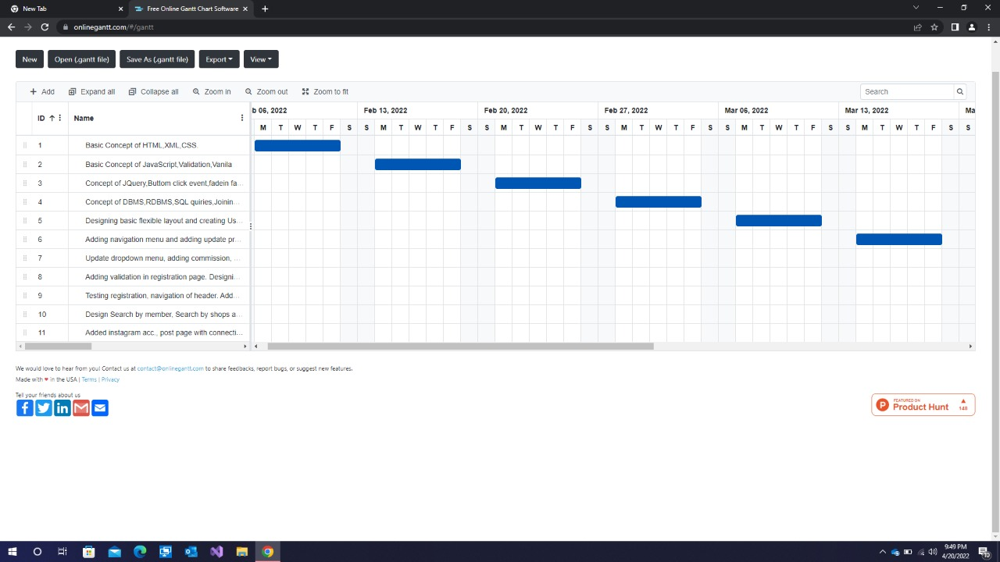 New Tab
Free Online Gantt Chart Software
onlinegantt.com/#/gantt
New
Open (.gantt file)
Save As (.gantt file)
Export
View
Add
Expand all
Collapse all
Zoom in
Zoom out
Zoom to fit
Search
ID
Name
b 06, 2022
Feb 13, 2022
Feb 20, 2022
Feb 27, 2022
Mar 06, 2022
Mar 13, 2022
Ma
M T W T F S S M T W T F S S M T W T F S S M T W T F S S M T W T F S S M T W T F S S
1 Basic Concept of HTML,XML,CSS.
2 Basic Concept of JavaScript,Validation,Vanila
3 Concept of JQuery,Buttom click event,fadein fa...
4 Concept of DBMS,RDBMS,SQL quiries,Joinin...
5 Designing basic flexible layout and creating Us...
6 Adding navigation menu and adding update pr...
7 Update dropdown menu, adding commission, ...
8 Adding validation in registration page. Designi...
9 Testing registration, navigation of header. Add...
10 Design Search by member, Search by shops a...
11 Added instagram acc., post page with connecti...
We would love to hear from you! Contact us at contact@onlinegantt.com to share feedbacks, report bugs, or suggest new features.
Made with ♥ in the USA | Terms | Privacy
Tell your friends about us
FEATURED ON
Product Hunt
148
9:49 PM
4/20/2022